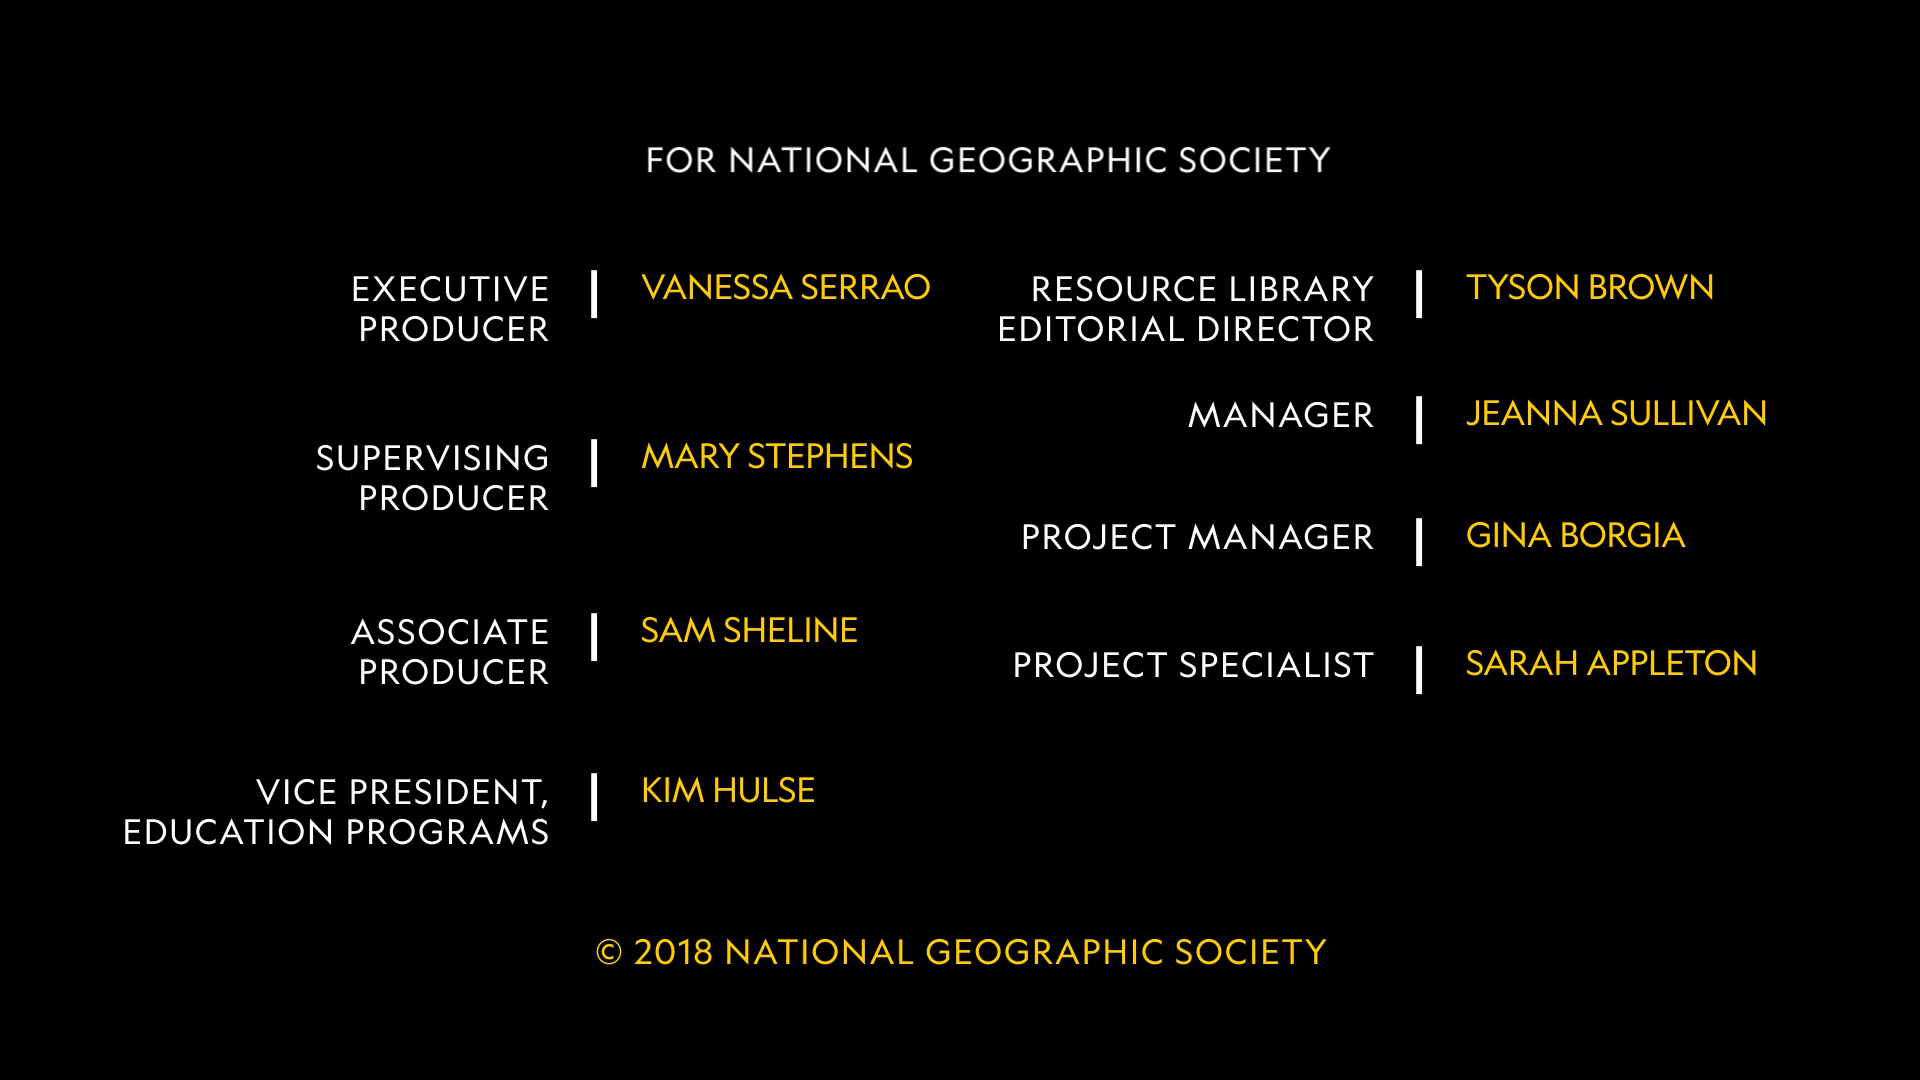 FOR NATIONAL GEOGRAPHIC SOCIETY
EXECUTIVE
PRODUCER
VANESSA SERRAO
SUPERVISING
PRODUCER
MARY STEPHENS
ASSOCIATE
PRODUCER
SAM SHELINE
VICE PRESIDENT,
EDUCATION PROGRAMS
KIM HULSE
RESOURCE LIBRARY
EDITORIAL DIRECTOR
TYSON BROWN
MANAGER
JEANNA SULLIVAN
PROJECT MANAGER
GINA BORGIA
PROJECT SPECIALIST
SARAH APPLETON
© 2018 NATIONAL GEOGRAPHIC SOCIETY